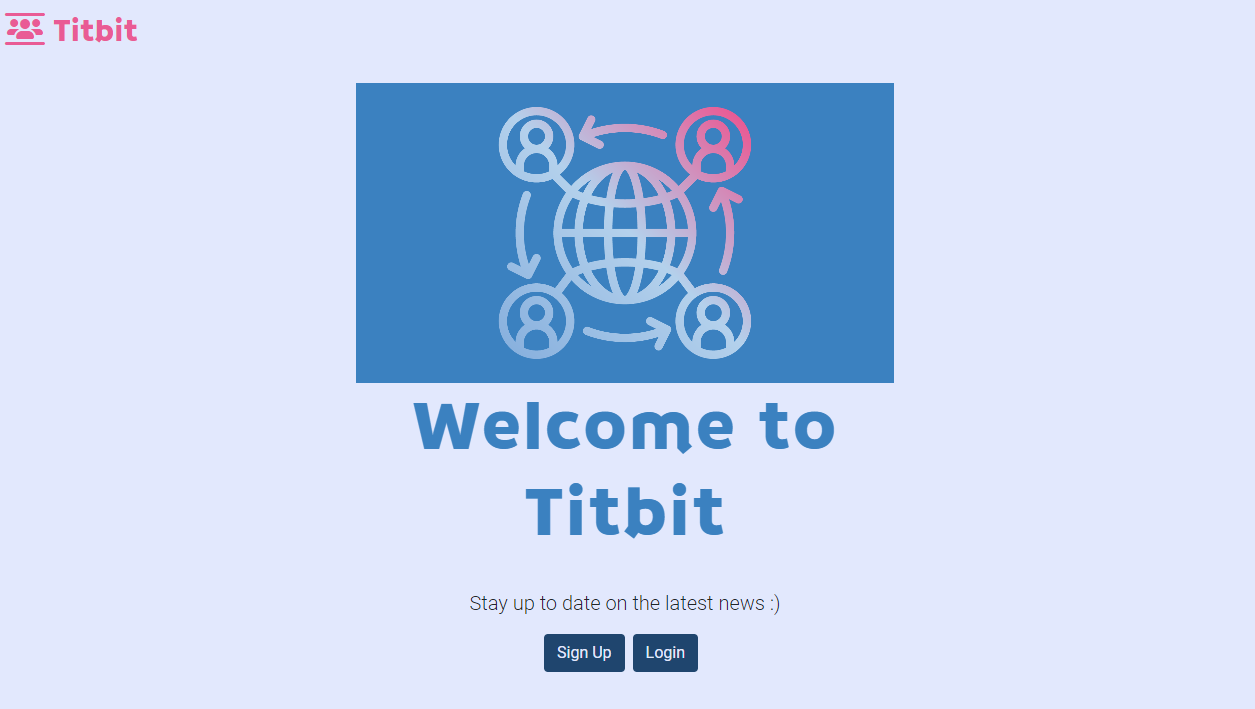 Titbit
Welcome to
Titbit
Stay up to date on the latest news :)
Sign Up
Login